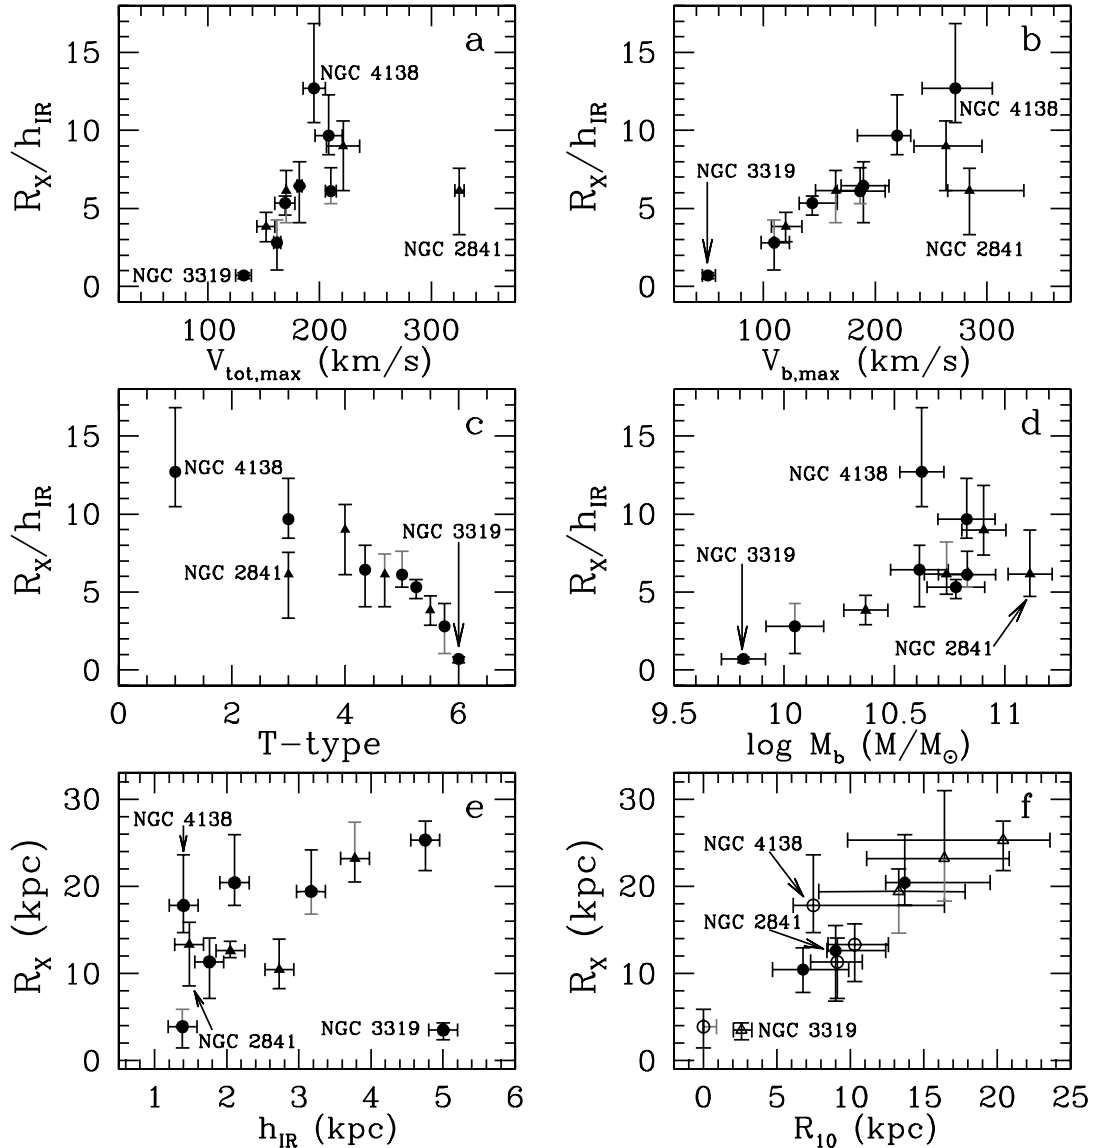 a
15
10
5
0
R_X/h_IR
NGC 4138
NGC 3319
NGC 2841
100 200 300
V_tot,max (km/s)
b
15
10
5
0
R_X/h_IR
NGC 4138
NGC 3319
NGC 2841
100 200 300
V_b,max (km/s)
c
15
10
5
0
R_X/h_IR
NGC 4138
NGC 3319
NGC 2841
0 2 4 6
T-type
d
15
10
5
0
R_X/h_IR
NGC 4138
NGC 3319
NGC 2841
9.5 10 10.5 11
log M_b (M/M_⊙)
e
30
20
10
0
R_X (kpc)
NGC 4138
NGC 3319
NGC 2841
1 2 3 4 5 6
h_IR (kpc)
f
30
20
10
0
R_X (kpc)
NGC 4138
NGC 2841
NGC 3319
0 5 10 15 20 25
R_10 (kpc)